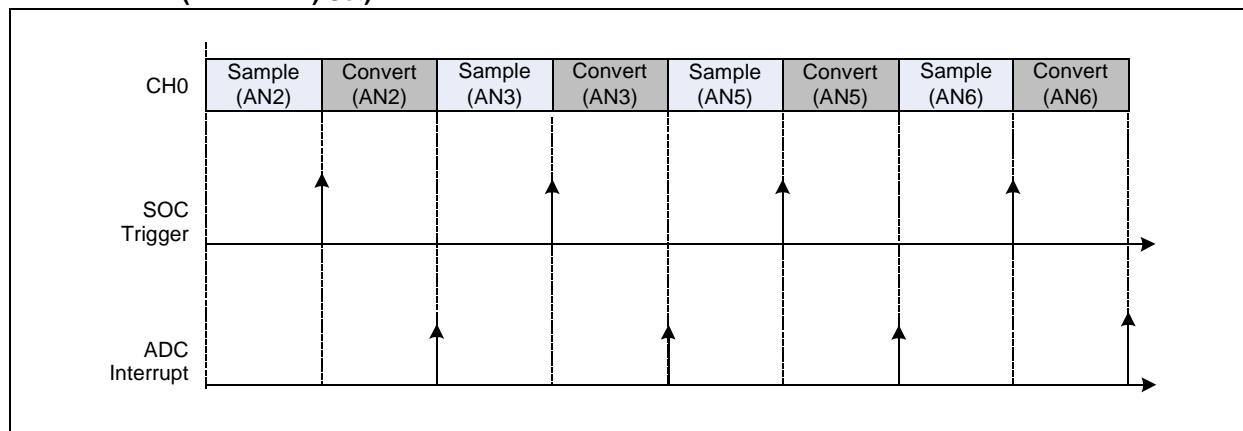 CH0
Sample (AN2)
Convert (AN2)
Sample (AN3)
Convert (AN3)
Sample (AN5)
Convert (AN5)
Sample (AN6)
Convert (AN6)
SOC
Trigger
ADC
Interrupt